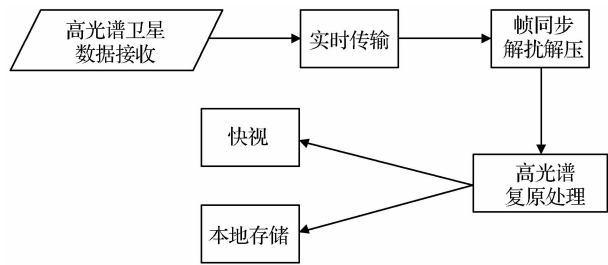 高光谱卫星
数据接收
实时传输
帧同步
解扰解压
快视
高光谱
复原处理
本地存储